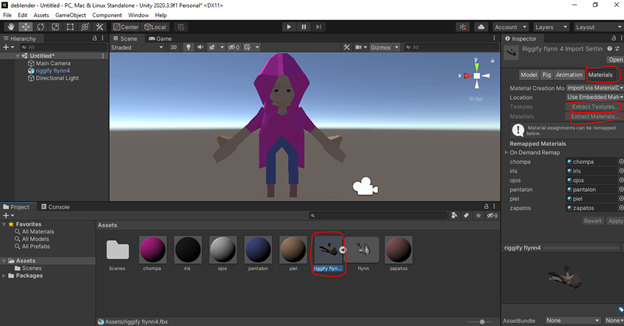 deblender - Untitled - PC, Mac & Linux Standalone - Unity 2020.3.9f1 Personal* <DX11>
File Edit Assets GameObject Component Window Help
Center Local
Account Layers Layout
Hierarchy
All
Untitled*
Main Camera
riggify flynn4
Directional Light
Scene Game
Shaded 2D Gizmos All
Inspector
Riggify flynn 4 Import Settin
Open
Model Rig Animation Materials
Material Creation Mo Import via MaterialD
Location Use Embedded Mate
Textures Extract Textures...
Materials Extract Materials...
Material assignments can be remapped
below.
Remapped Materials
On Demand Remap
chompa chompa
iris iris
ojos ojos
pantalon pantalon
piel piel
zapatos zapatos
Revert Apply
Project Console
Favorites
All Materials
All Models
All Prefabs
Assets
Scenes
Packages
Assets
Scenes chompa iris ojos pantalon piel riggify flynn... flynn zapatos
Assets/riggify flynn4.fbx
riggify flynn4
AssetBundle None None